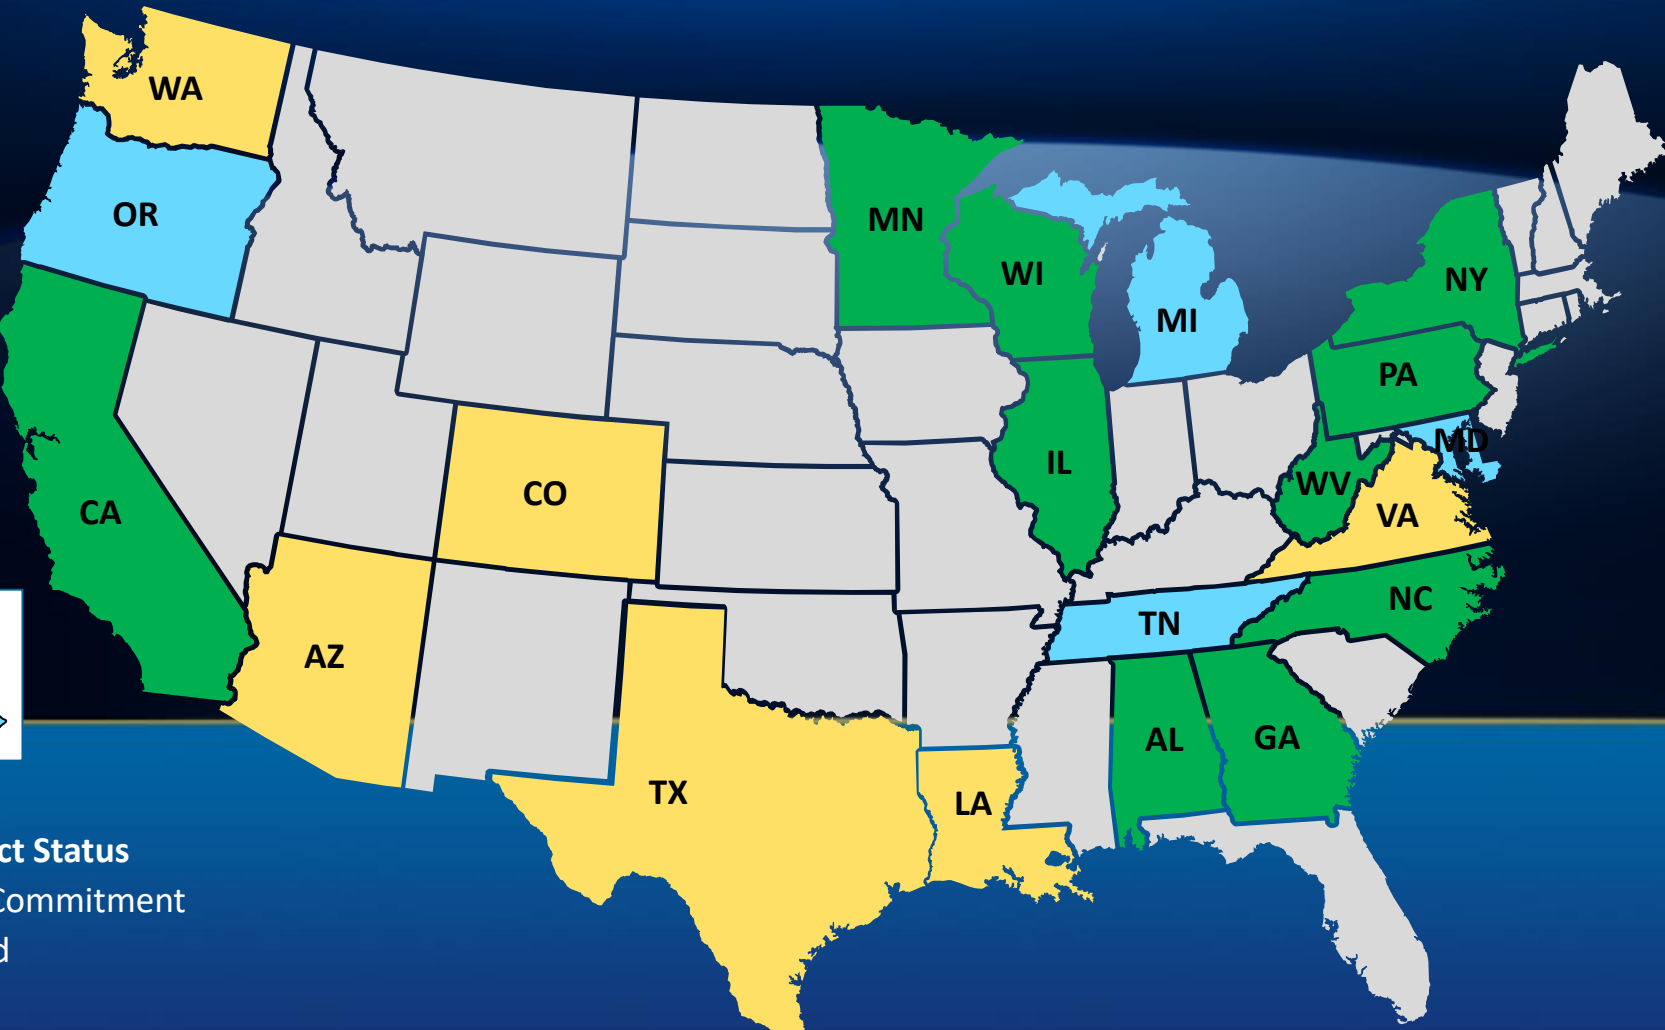 WA
OR
MN
WI
MI
NY
PA
MD
IL
WV
CO
CA
VA
NC
TN
AZ
AL
GA
TX
LA
ct Status
Commitment
d